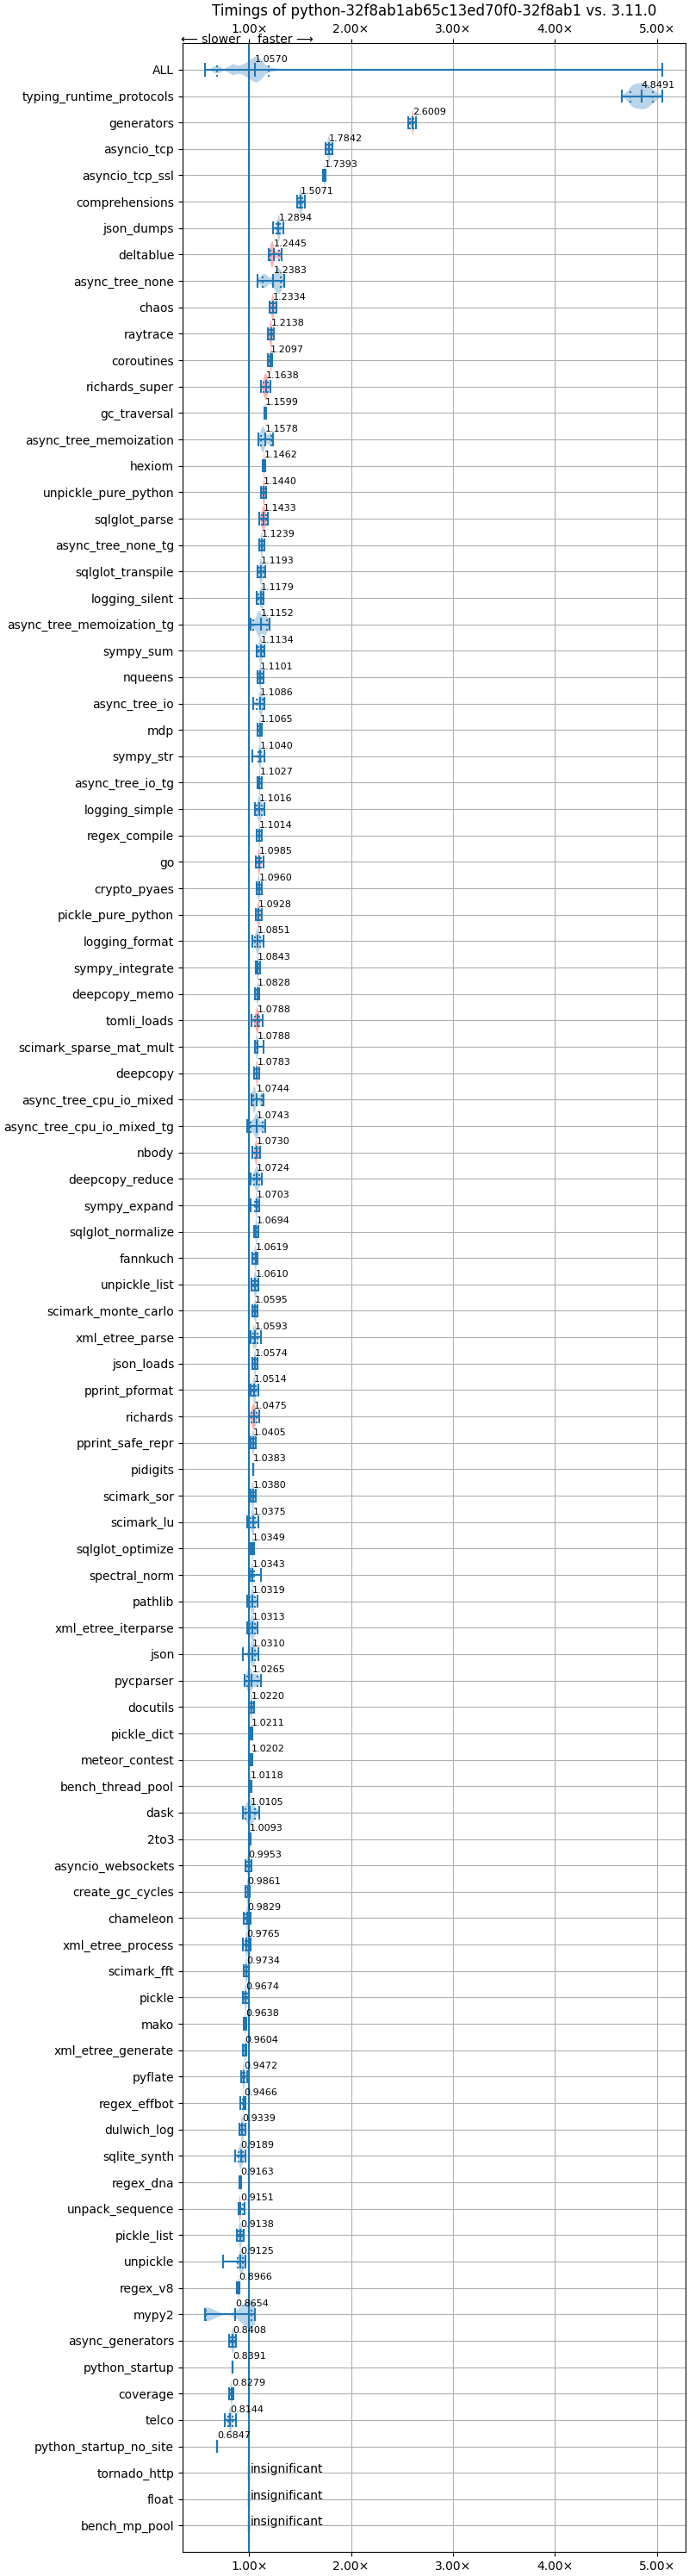 Timings of python-32f8ab1ab65c13ed70f0-32f8ab1 vs. 3.11.0
1.00× 2.00× 3.00× 4.00× 5.00×
⟵ slower faster ⟶
ALL 1.0570
typing_runtime_protocols 4.8491
generators 2.6009
asyncio_tcp 1.7842
asyncio_tcp_ssl 1.7393
comprehensions 1.5071
json_dumps 1.2894
deltablue 1.2445
async_tree_none 1.2383
chaos 1.2334
raytrace 1.2138
coroutines 1.2097
richards_super 1.1638
gc_traversal 1.1599
async_tree_memoization 1.1578
hexiom 1.1462
unpickle_pure_python 1.1440
sqlglot_parse 1.1433
async_tree_none_tg 1.1239
sqlglot_transpile 1.1193
logging_silent 1.1179
async_tree_memoization_tg 1.1152
sympy_sum 1.1134
nqueens 1.1101
async_tree_io 1.1086
mdp 1.1065
sympy_str 1.1040
async_tree_io_tg 1.1027
logging_simple 1.1016
regex_compile 1.1014
go 1.0985
crypto_pyaes 1.0960
pickle_pure_python 1.0928
logging_format 1.0851
sympy_integrate 1.0843
deepcopy_memo 1.0828
tomli_loads 1.0788
scimark_sparse_mat_mult 1.0788
deepcopy 1.0783
async_tree_cpu_io_mixed 1.0744
async_tree_cpu_io_mixed_tg 1.0743
nbody 1.0730
deepcopy_reduce 1.0724
sympy_expand 1.0703
sqlglot_normalize 1.0694
fannkuch 1.0619
unpickle_list 1.0610
scimark_monte_carlo 1.0595
xml_etree_parse 1.0593
json_loads 1.0574
pprint_pformat 1.0514
richards 1.0475
pprint_safe_repr 1.0405
pidigits 1.0383
scimark_sor 1.0380
scimark_lu 1.0375
sqlglot_optimize 1.0349
spectral_norm 1.0343
pathlib 1.0319
xml_etree_iterparse 1.0313
json 1.0310
pycparser 1.0265
docutils 1.0220
pickle_dict 1.0211
meteor_contest 1.0202
bench_thread_pool 1.0118
dask 1.0105
2to3 1.0093
asyncio_websockets 0.9953
create_gc_cycles 0.9861
chameleon 0.9829
xml_etree_process 0.9765
scimark_fft 0.9734
pickle 0.9674
mako 0.9638
xml_etree_generate 0.9604
pyflate 0.9472
regex_effbot 0.9466
dulwich_log 0.9339
sqlite_synth 0.9189
regex_dna 0.9163
unpack_sequence 0.9151
pickle_list 0.9138
unpickle 0.9125
regex_v8 0.8966
mypy2 0.8654
async_generators 0.8408
python_startup 0.8391
coverage 0.8279
telco 0.8144
python_startup_no_site 0.6847
tornado_http insignificant
float insignificant
bench_mp_pool insignificant
1.00× 2.00× 3.00× 4.00× 5.00×